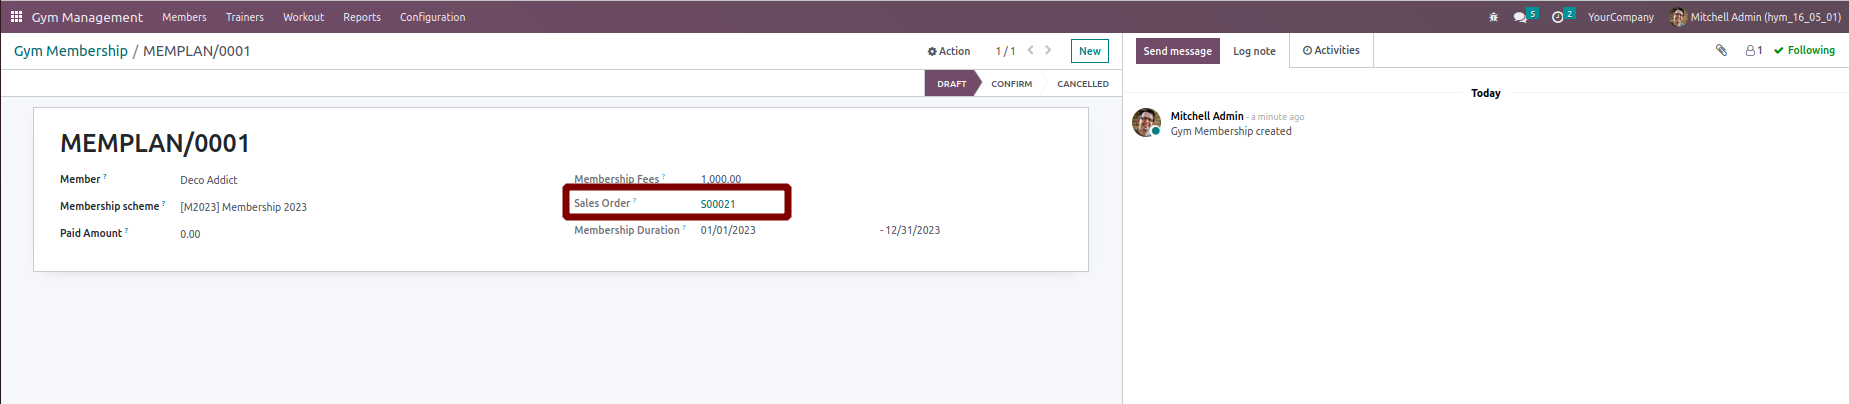 Gym Management Members Trainers Workout Reports Configuration 5 2 YourCompany Mitchell Admin (hym_16_05_01)
Gym Membership / MEMPLAN/0001 Action 1 / 1 New
Send message Log note Activities 1 Following
DRAFT CONFIRM CANCELLED
Today
MEMPLAN/0001
Mitchell Admin - a minute ago
Gym Membership created
Member ? Deco Addict
Membership Fees ? 1,000.00
Membership scheme ? [M2023] Membership 2023
Sales Order ? S00021
Paid Amount ? 0.00
Membership Duration ? 01/01/2023 - 12/31/2023